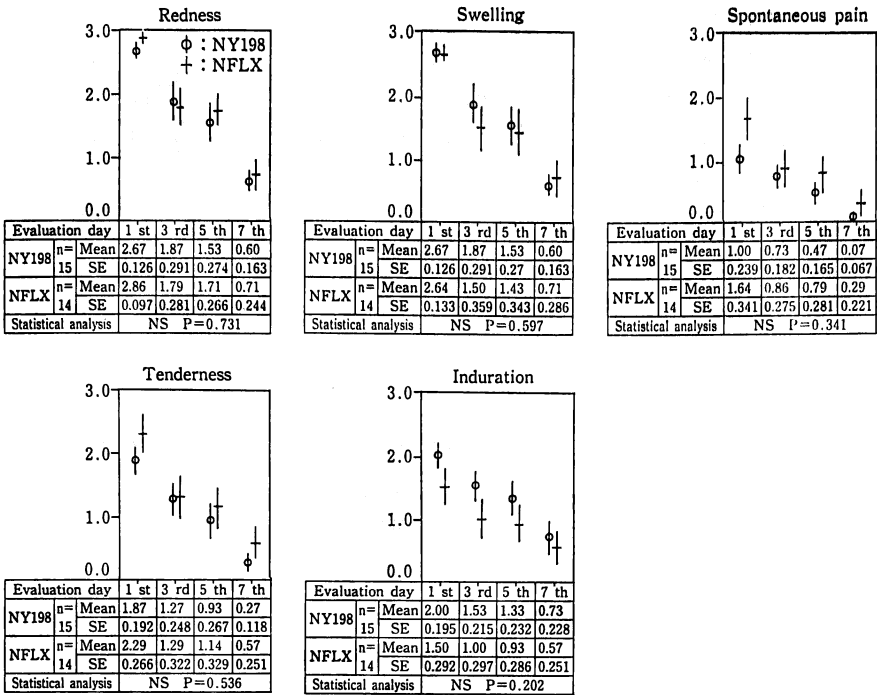 Redness
3.0
⌽ : NY198
+ : NFLX
2.0
1.0
0.0
Evaluation day 1 st 3 rd 5 th 7 th
NY198 n= 15 Mean 2.67 1.87 1.53 0.60
SE 0.126 0.291 0.274 0.163
NFLX n= 14 Mean 2.86 1.79 1.71 0.71
SE 0.097 0.281 0.266 0.244
Statistical analysis NS P=0.731
Swelling
3.0
2.0
1.0
0.0
Evaluation day 1 st 3 rd 5 th 7 th
NY198 n= 15 Mean 2.67 1.87 1.53 0.60
SE 0.126 0.291 0.27 0.163
NFLX n= 14 Mean 2.64 1.50 1.43 0.71
SE 0.133 0.359 0.343 0.286
Statistical analysis NS P=0.597
Spontaneous pain
3.0
2.0
1.0
0.0
Evaluation day 1 st 3 rd 5 th 7 th
NY198 n= 15 Mean 1.00 0.73 0.47 0.07
SE 0.239 0.182 0.165 0.067
NFLX n= 14 Mean 1.64 0.86 0.79 0.29
SE 0.341 0.275 0.281 0.221
Statistical analysis NS P=0.341
Tenderness
3.0
2.0
1.0
0.0
Evaluation day 1 st 3 rd 5 th 7 th
NY198 n= 15 Mean 1.87 1.27 0.93 0.27
SE 0.192 0.248 0.267 0.118
NFLX n= 14 Mean 2.29 1.29 1.14 0.57
SE 0.266 0.322 0.329 0.251
Statistical analysis NS P=0.536
Induration
3.0
2.0
1.0
0.0
Evaluation day 1 st 3 rd 5 th 7 th
NY198 n= 15 Mean 2.00 1.53 1.33 0.73
SE 0.195 0.215 0.232 0.228
NFLX n= 14 Mean 1.50 1.00 0.93 0.57
SE 0.292 0.297 0.286 0.251
Statistical analysis NS P=0.202